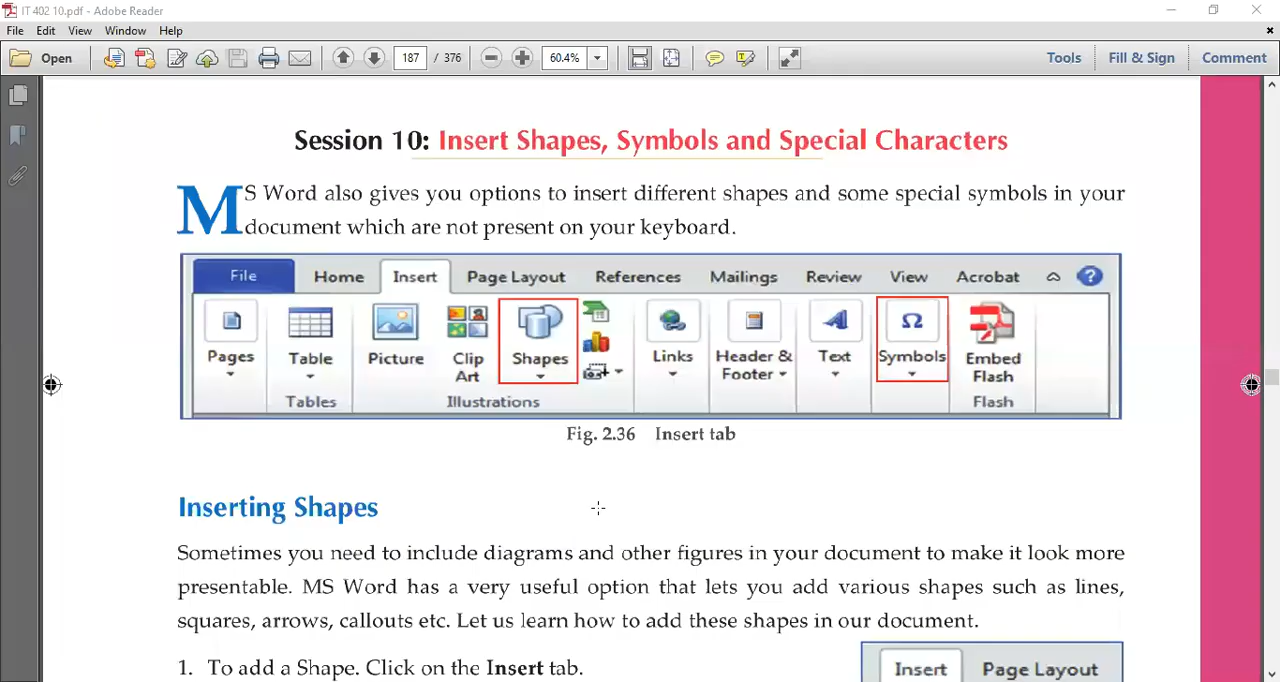 IT 402 10.pdf - Adobe Reader
File Edit View Window Help
Open 187 / 376 60.4% Tools Fill & Sign Comment
Session 10: Insert Shapes, Symbols and Special Characters
MS Word also gives you options to insert different shapes and some special symbols in your
document which are not present on your keyboard.
File Home Insert Page Layout References Mailings Review View Acrobat
Pages Table Picture Clip Art Shapes Links Header & Footer Text Symbols Embed Flash
Tables Illustrations Flash
Fig. 2.36 Insert tab
Inserting Shapes
Sometimes you need to include diagrams and other figures in your document to make it look more
presentable. MS Word has a very useful option that lets you add various shapes such as lines,
squares, arrows, callouts etc. Let us learn how to add these shapes in our document.
1. To add a Shape. Click on the Insert tab.
Insert Page Layout